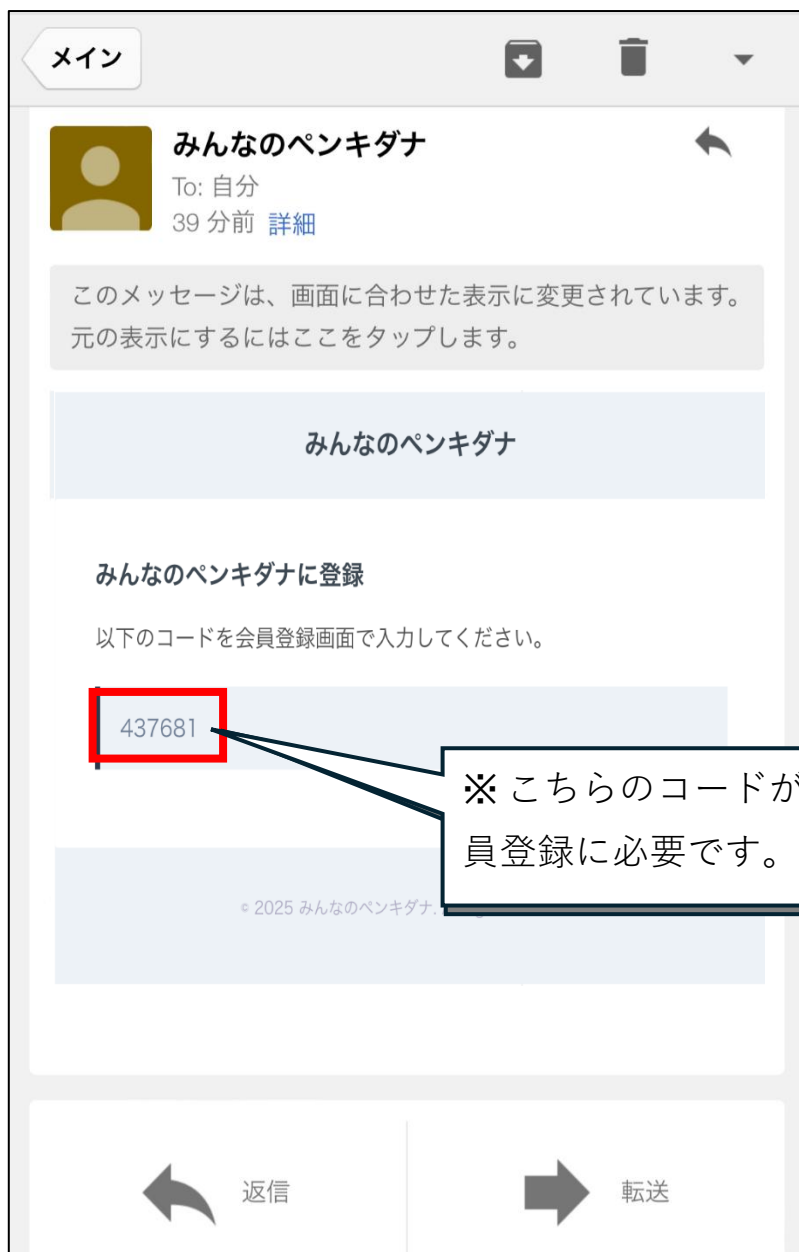 メイン
みんなのペンキダナ
To: 自分
39 分前 詳細
このメッセージは、画面に合わせた表示に変更されています。
元の表示にするにはここをタップします。
みんなのペンキダナ
みんなのペンキダナに登録
以下のコードを会員登録画面で入力してください。
437681
※ こちらのコードが
員登録に必要です。
© 2025 みんなのペンキダナ.
返信
転送